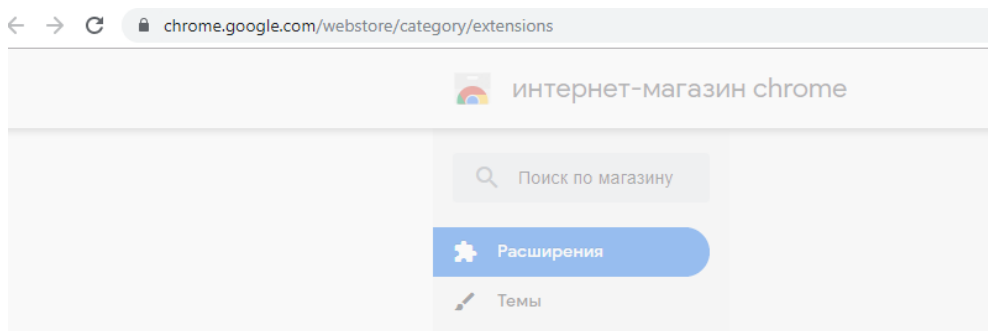 chrome.google.com/webstore/category/extensions
интернет-магазин chrome
Поиск по магазину
Расширения
Темы